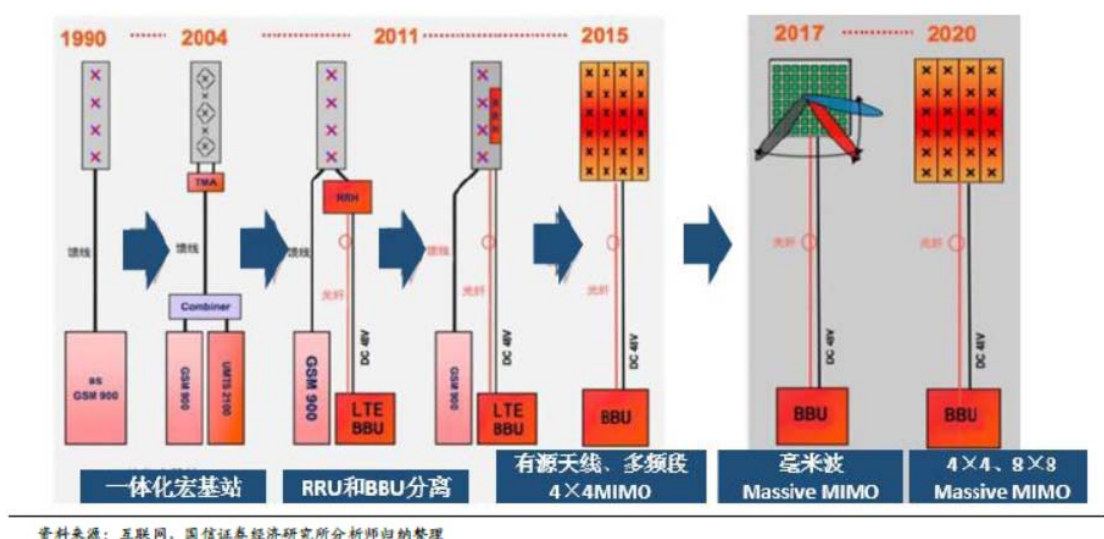 1990 ······ 2004 ········ 2011 ············ 2015
2017 ······ 2020
TMA
RRH
馈线
馈线
馈线
光纤
馈线
光纤
光纤
光纤
光纤
Combiner
DC 48V
DC 48V
DC 48V
DC 48V
DC 48V
BS
GSM 900
GSM 900
UMTS 2100
GSM 900
LTE
BBU
GSM 900
LTE
BBU
BBU
BBU
BBU
一体化宏基站
RRU和BBU分离
有源天线、多频段
4×4MIMO
毫米波
Massive MIMO
4×4、8×8
Massive MIMO
资料来源：互联网，国信证券经济研究所分析师归纳整理